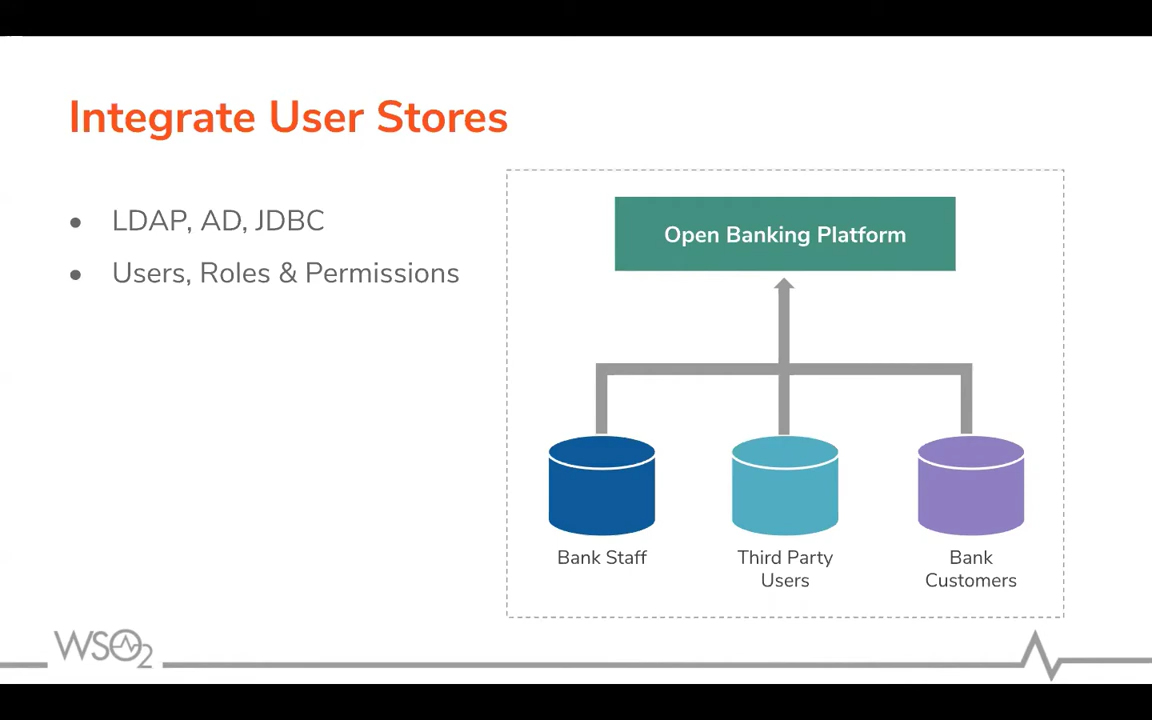 Integrate User Stores
• LDAP, AD, JDBC
• Users, Roles & Permissions
Open Banking Platform
Bank Staff
Third Party
Users
Bank
Customers
WSO2